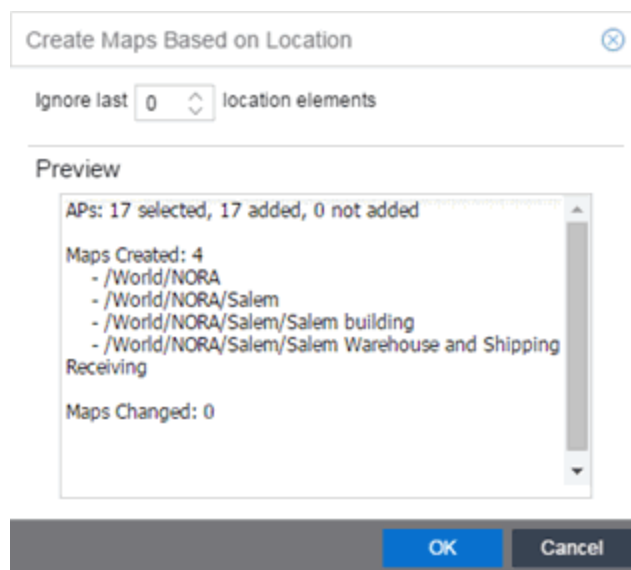 Create Maps Based on Location
Ignore last 0 location elements
Preview
APs: 17 selected, 17 added, 0 not added
Maps Created: 4
- /World/NORA
- /World/NORA/Salem
- /World/NORA/Salem/Salem building
- /World/NORA/Salem/Salem Warehouse and Shipping
Receiving
Maps Changed: 0
OK Cancel